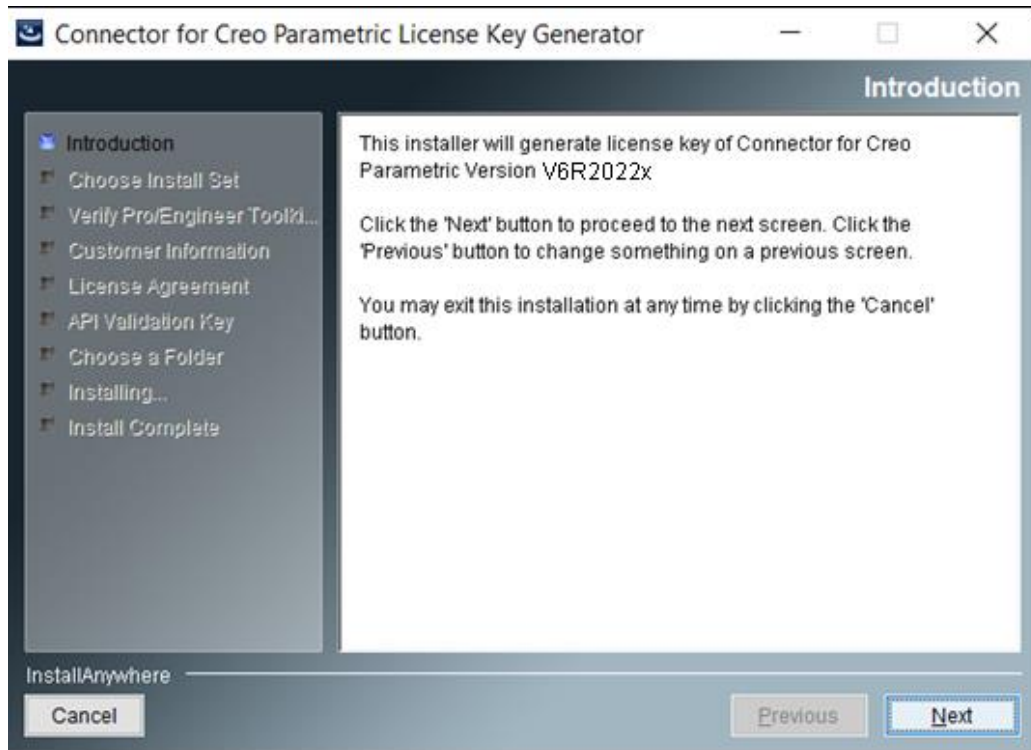 Connector for Creo Parametric License Key Generator
Introduction
Introduction
Choose Install Set
Verify Pro/Engineer Toolki...
Customer Information
License Agreement
API Validation Key
Choose a Folder
Installing...
Install Complete
This installer will generate license key of Connector for Creo
Parametric Version V6R2022x
Click the 'Next' button to proceed to the next screen. Click the
'Previous' button to change something on a previous screen.
You may exit this installation at any time by clicking the 'Cancel'
button.
InstallAnywhere
Cancel
Previous
Next